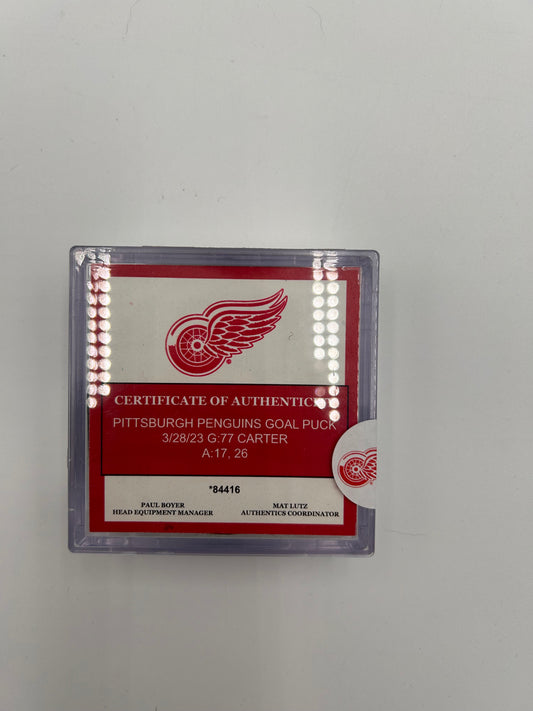 CERTIFICATE OF AUTHENTIC
PITTSBURGH PENGUINS GOAL PUCK
3/28/23 G:77 CARTER
A:17, 26
*84416
PAUL BOYER
HEAD EQUIPMENT MANAGER
MAT LUTZ
AUTHENTICS COORDINATOR